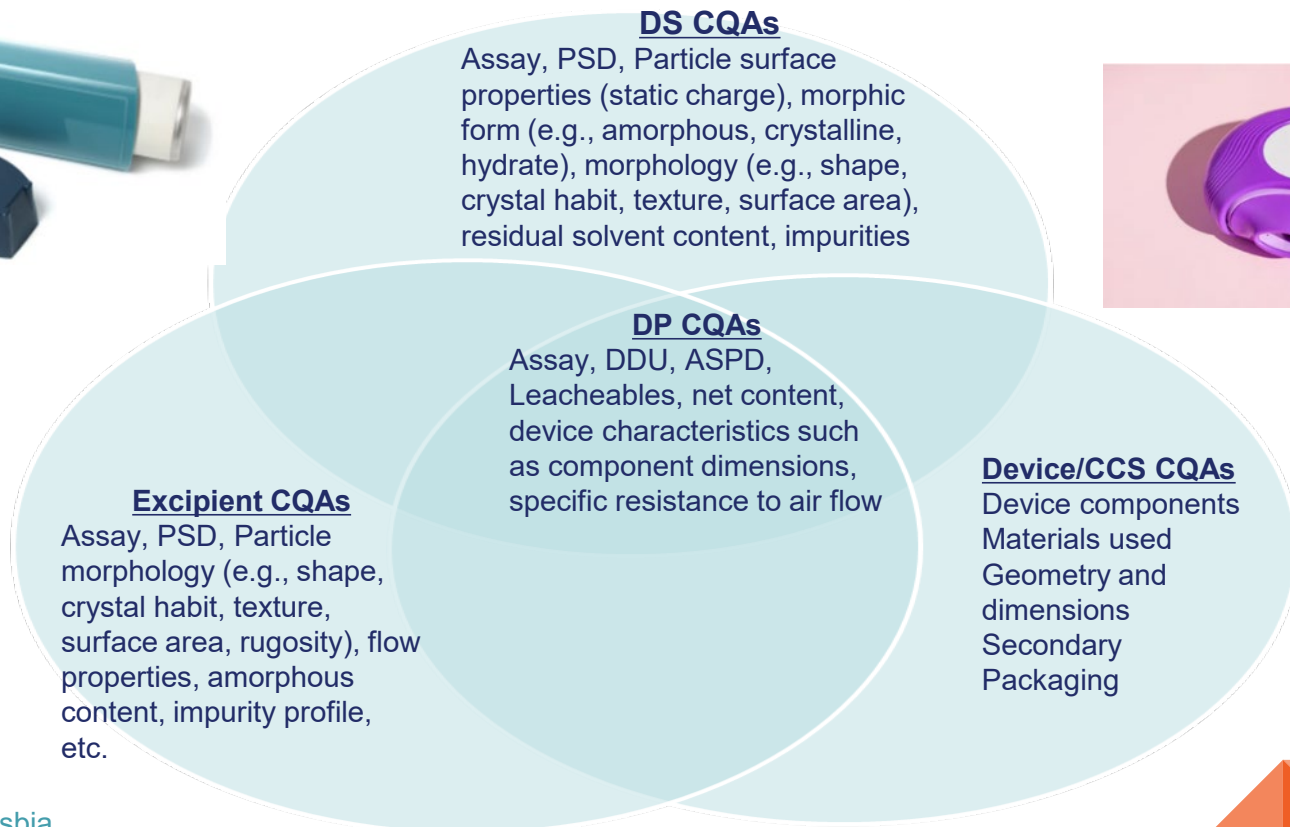 DS CQAs
Assay, PSD, Particle surface
properties (static charge), morphic
form (e.g., amorphous, crystalline,
hydrate), morphology (e.g., shape,
crystal habit, texture, surface area),
residual solvent content, impurities
DP CQAs
Assay, DDU, ASPD,
Leacheables, net content,
device characteristics such
as component dimensions,
specific resistance to air flow
Excipient CQAs
Assay, PSD, Particle
morphology (e.g., shape,
crystal habit, texture,
surface area, rugosity), flow
properties, amorphous
content, impurity profile,
etc.
Device/CCS CQAs
Device components
Materials used
Geometry and
dimensions
Secondary
Packaging